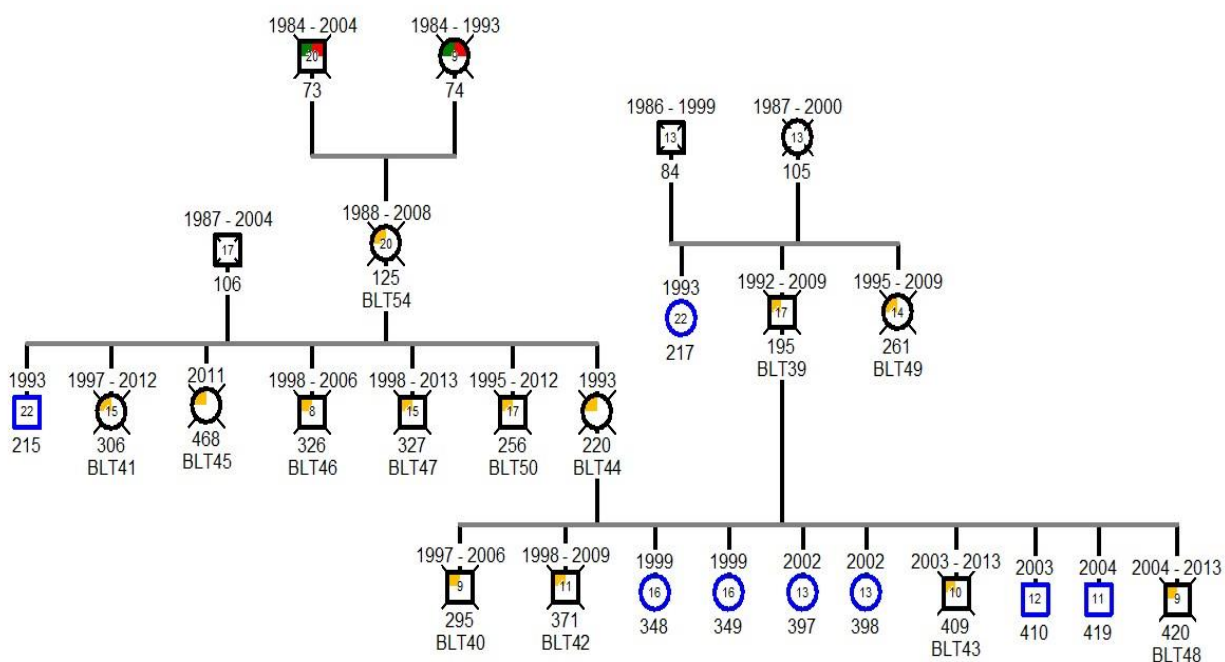 1984 - 2004
1984 - 1993
20
9
73
74
1986 - 1999
1987 - 2000
13
13
84
105
1987 - 2004
1988 - 2008
17
20
106
125
BLT54
1993
1992 - 2009
1995 - 2009
22
17
14
217
195
261
BLT39
BLT49
1993
1997 - 2012
2011
1998 - 2006
1998 - 2013
1995 - 2012
1993
22
15
8
15
17
215
306
468
326
327
256
220
BLT41
BLT45
BLT46
BLT47
BLT50
BLT44
1997 - 2006
1998 - 2009
1999
1999
2002
2002
2003 - 2013
2003
2004
2004 - 2013
9
11
16
16
13
13
10
12
11
9
295
371
348
349
397
398
409
410
419
420
BLT40
BLT42
BLT43
BLT48